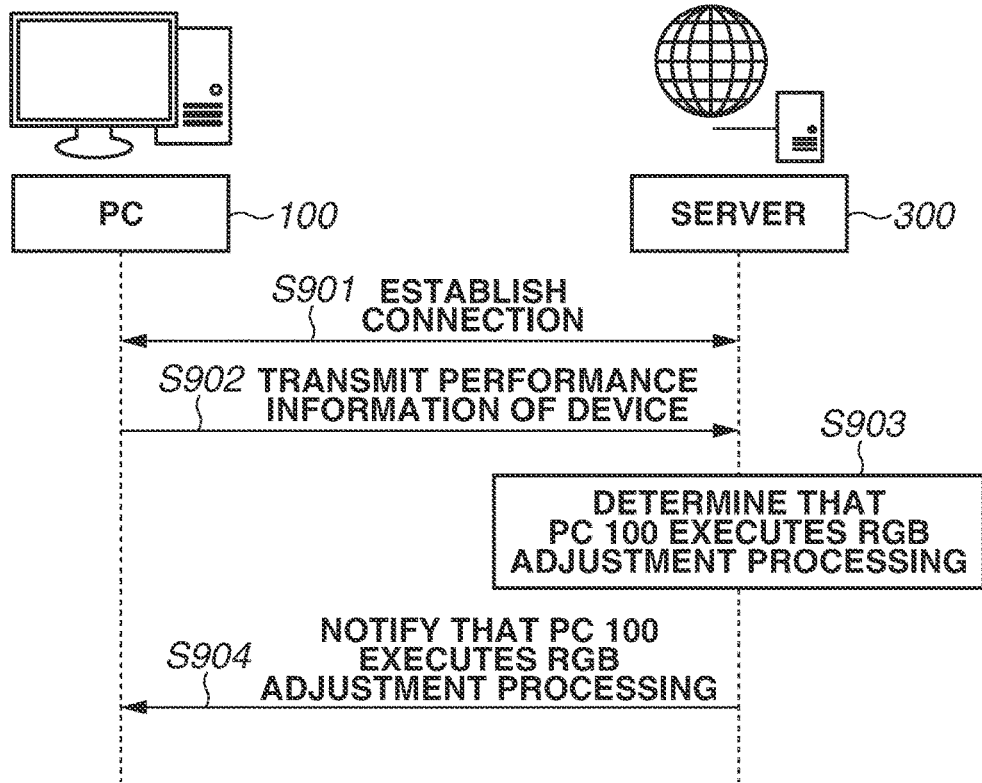 PC
100
SERVER
300
S901
ESTABLISH
CONNECTION
S902
TRANSMIT PERFORMANCE
INFORMATION OF DEVICE
S903
DETERMINE THAT
PC 100 EXECUTES RGB
ADJUSTMENT PROCESSING
S904
NOTIFY THAT PC 100
EXECUTES RGB
ADJUSTMENT PROCESSING